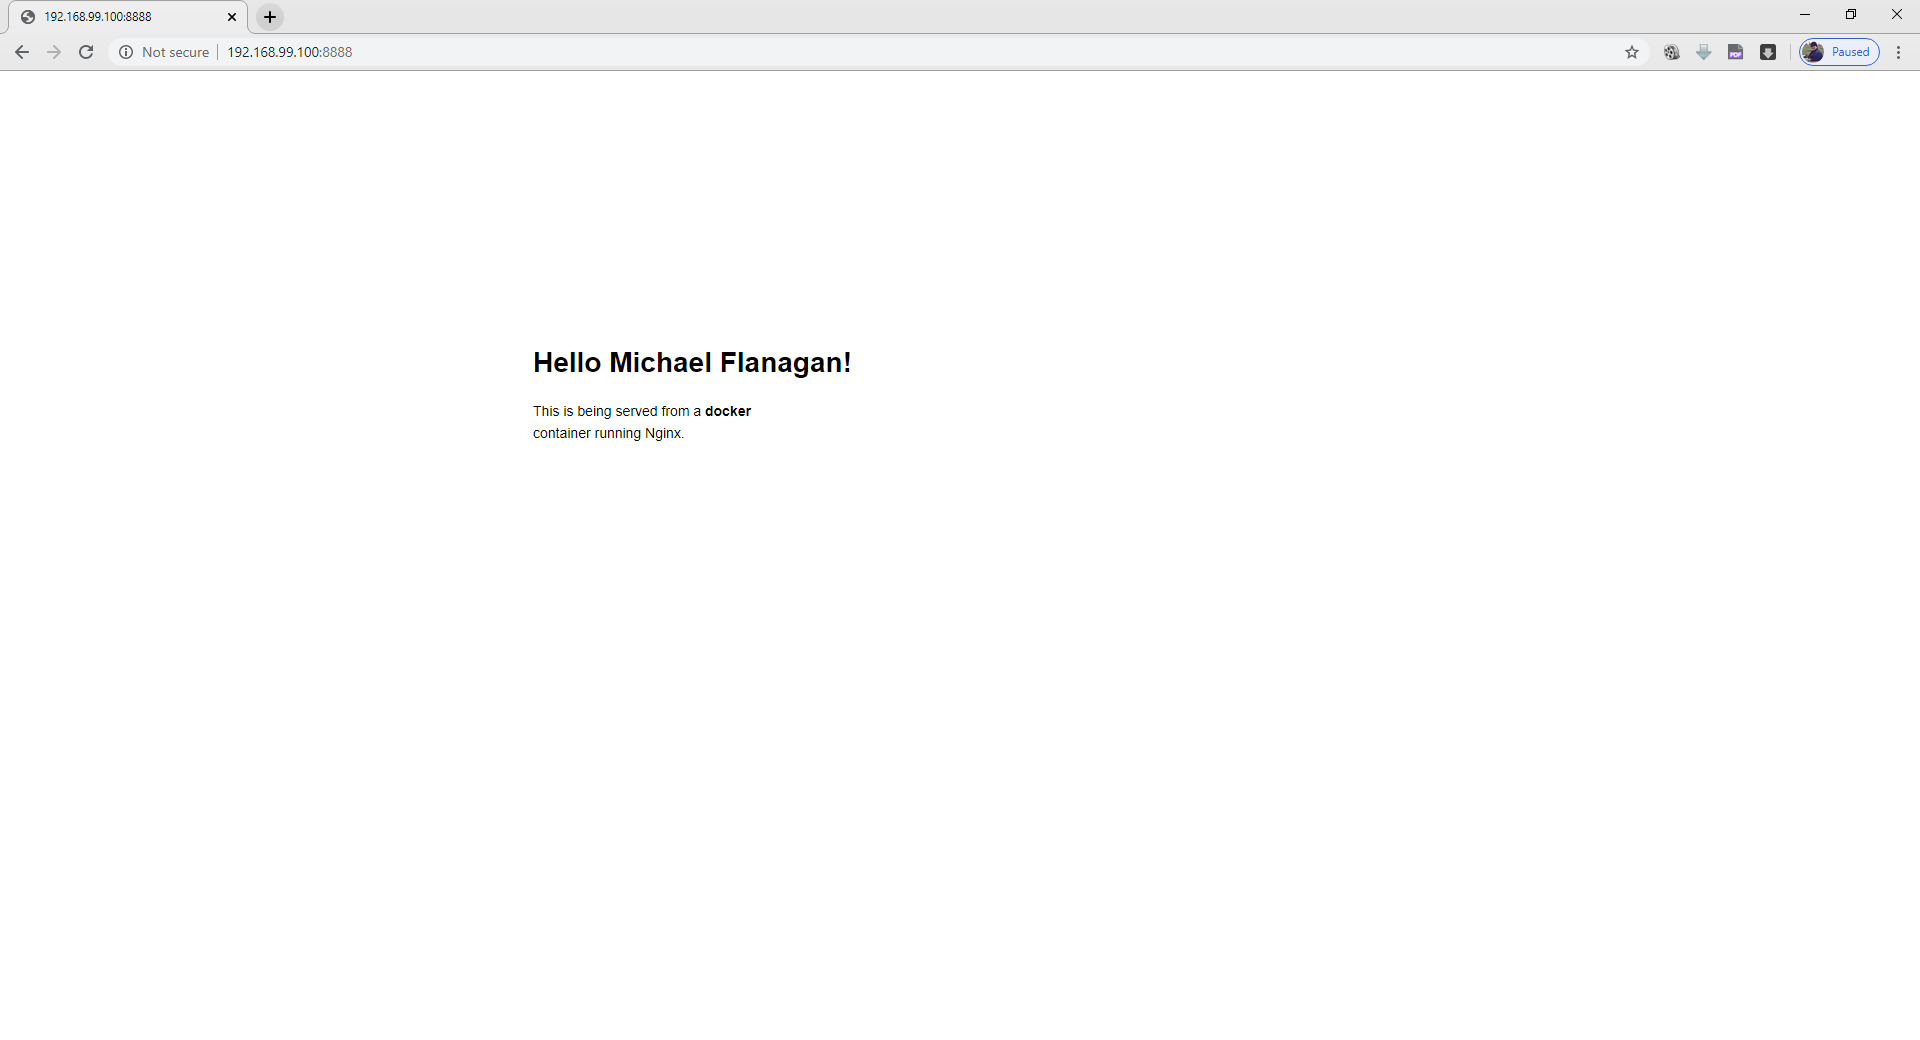 192.168.99.100:8888
Not secure
192.168.99.100:8888
PDF
Paused
Hello Michael Flanagan!
This is being served from a docker
container running Nginx.